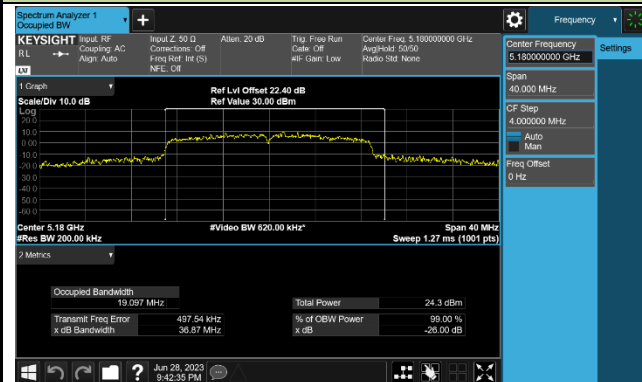 Spectrum Analyzer 1
Occupied BW
Frequency
KEYSIGHT
RL
LXI
Input: RF
Coupling: AC
Align: Auto
Input Z: 50 Ω
Corrections: Off
Freq Ref: Int (S)
NFE: Off
Atten: 20 dB
Trig: Free Run
Gate: Off
#IF Gain: Low
Center Freq: 5.180000000 GHz
Avg|Hold: 50/50
Radio Std: None
Center Frequency
5.180000000 GHz
Settings
Span
40.000 MHz
CF Step
4.000000 MHz
Auto
Man
Freq Offset
0 Hz
1 Graph
Scale/Div 10.0 dB
Ref Lvl Offset 22.40 dB
Ref Value 30.00 dBm
Log
20.0
10.0
0.00
-10.0
-20.0
-30.0
-40.0
-50.0
-60.0
Center 5.18 GHz
#Res BW 200.00 kHz
#Video BW 620.00 kHz*
Span 40 MHz
Sweep 1.27 ms (1001 pts)
2 Metrics
Occupied Bandwidth
19.097 MHz
Total Power 24.3 dBm
Transmit Freq Error 497.54 kHz
% of OBW Power 99.00 %
x dB Bandwidth 36.87 MHz
x dB -26.00 dB
?
Jun 28, 2023
9:42:35 PM